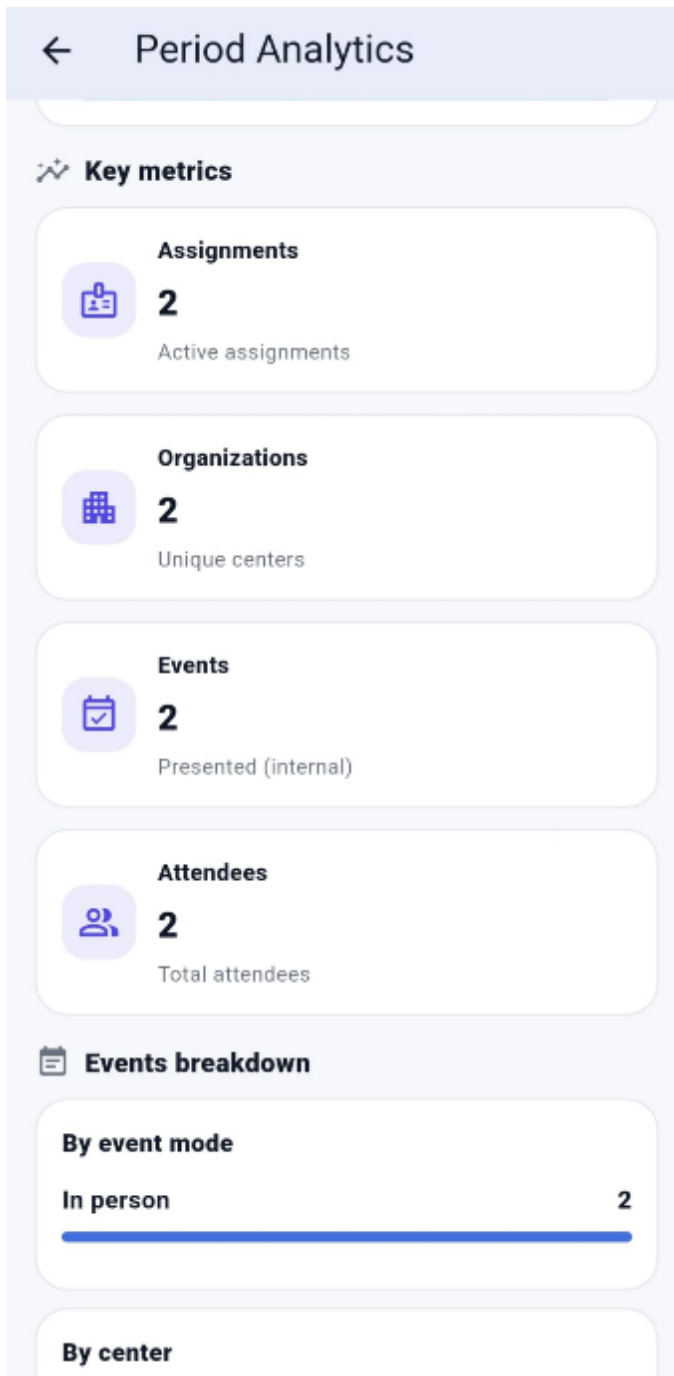 Period Analytics
Key metrics
Assignments
2
Active assignments
Organizations
2
Unique centers
Events
2
Presented (internal)
Attendees
2
Total attendees
Events breakdown
By event mode
In person 2
By center